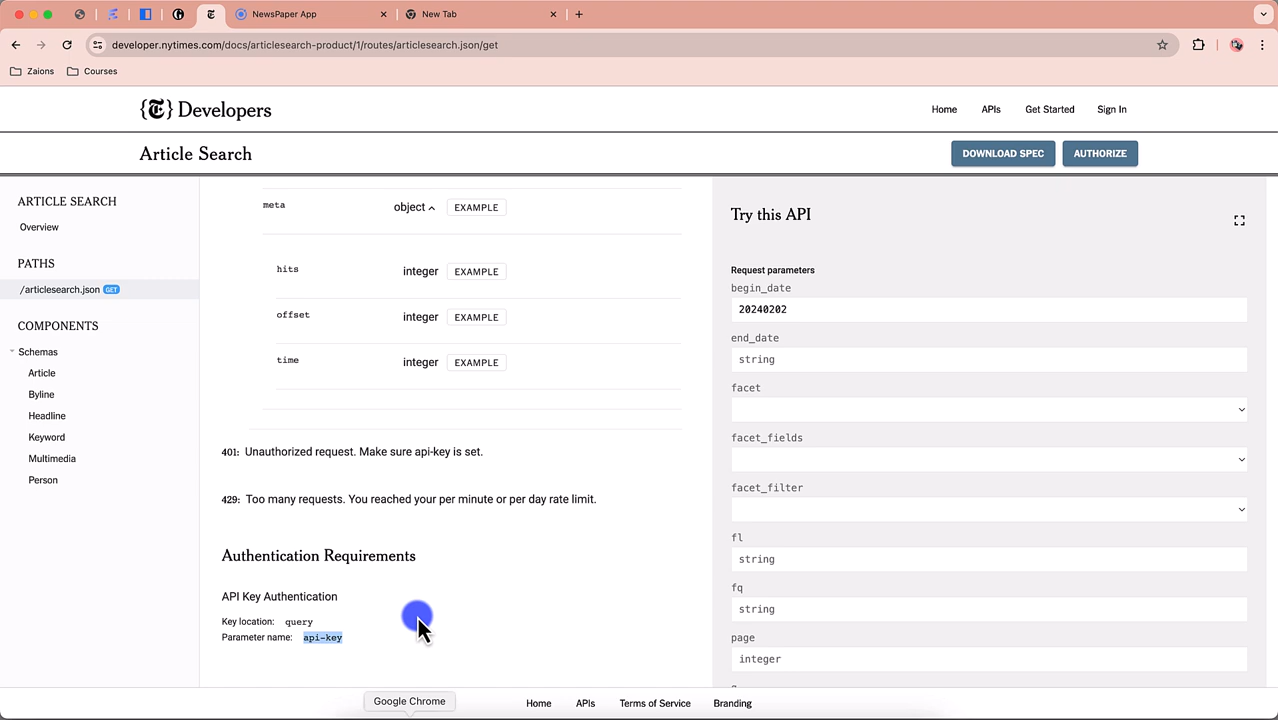 NewsPaper App
New Tab
developer.nytimes.com/docs/articlesearch-product/1/routes/articlesearch.json/get
Zaions
Courses
{T} Developers
Home
APIs
Get Started
Sign In
Article Search
DOWNLOAD SPEC
AUTHORIZE
ARTICLE SEARCH
Overview
PATHS
/articlesearch.json GET
COMPONENTS
Schemas
Article
Byline
Headline
Keyword
Multimedia
Person
meta object EXAMPLE
hits integer EXAMPLE
offset integer EXAMPLE
time integer EXAMPLE
401: Unauthorized request. Make sure api-key is set.
429: Too many requests. You reached your per minute or per day rate limit.
Authentication Requirements
API Key Authentication
Key location: query
Parameter name: api-key
Try this API
Request parameters
begin_date
20240202
end_date
string
facet
facet_fields
facet_filter
fl
string
fq
string
page
integer
Google Chrome
Home
APIs
Terms of Service
Branding